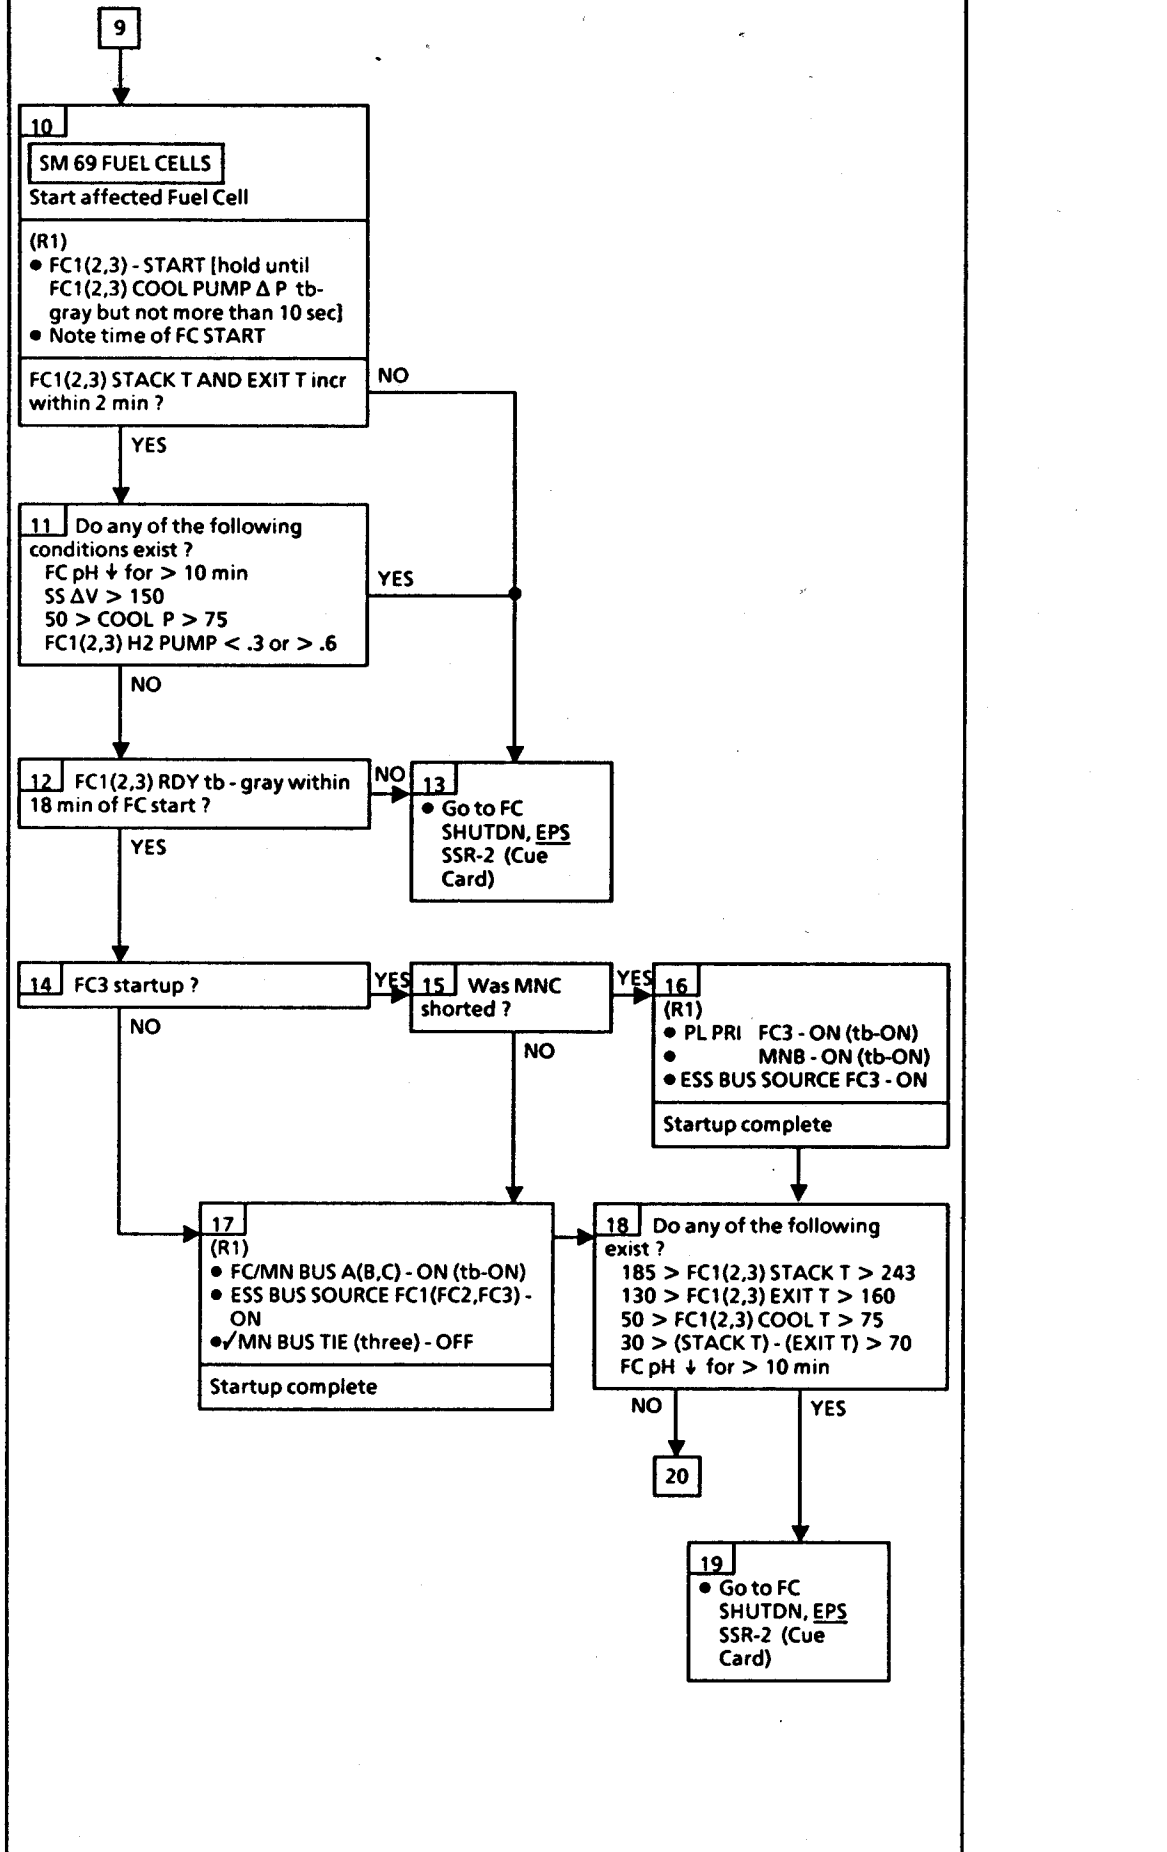 9
10
SM 69 FUEL CELLS
Start affected Fuel Cell
(R1)
● FC1(2,3) - START [hold until
FC1(2,3) COOL PUMP Δ P tb-
gray but not more than 10 sec]
● Note time of FC START
FC1(2,3) STACK T AND EXIT T incr
within 2 min ?
NO
YES
11 Do any of the following
conditions exist ?
FC pH ↓ for > 10 min
SS ΔV > 150
50 > COOL P > 75
FC1(2,3) H2 PUMP < .3 or > .6
YES
NO
12 FC1(2,3) RDY tb - gray within
18 min of FC start ?
NO
YES
13
● Go to FC
SHUTDN, EPS
SSR-2 (Cue
Card)
14 FC3 startup ?
YES
NO
15 Was MNC
shorted ?
YES
NO
16
(R1)
● PL PRI FC3 - ON (tb-ON)
● MNB - ON (tb-ON)
● ESS BUS SOURCE FC3 - ON
Startup complete
17
(R1)
● FC/MN BUS A(B,C) - ON (tb-ON)
● ESS BUS SOURCE FC1(FC2,FC3) -
ON
●✓MN BUS TIE (three) - OFF
Startup complete
18 Do any of the following
exist ?
185 > FC1(2,3) STACK T > 243
130 > FC1(2,3) EXIT T > 160
50 > FC1(2,3) COOL T > 75
30 > (STACK T) - (EXIT T) > 70
FC pH ↓ for > 10 min
NO
YES
20
19
● Go to FC
SHUTDN, EPS
SSR-2 (Cue
Card)